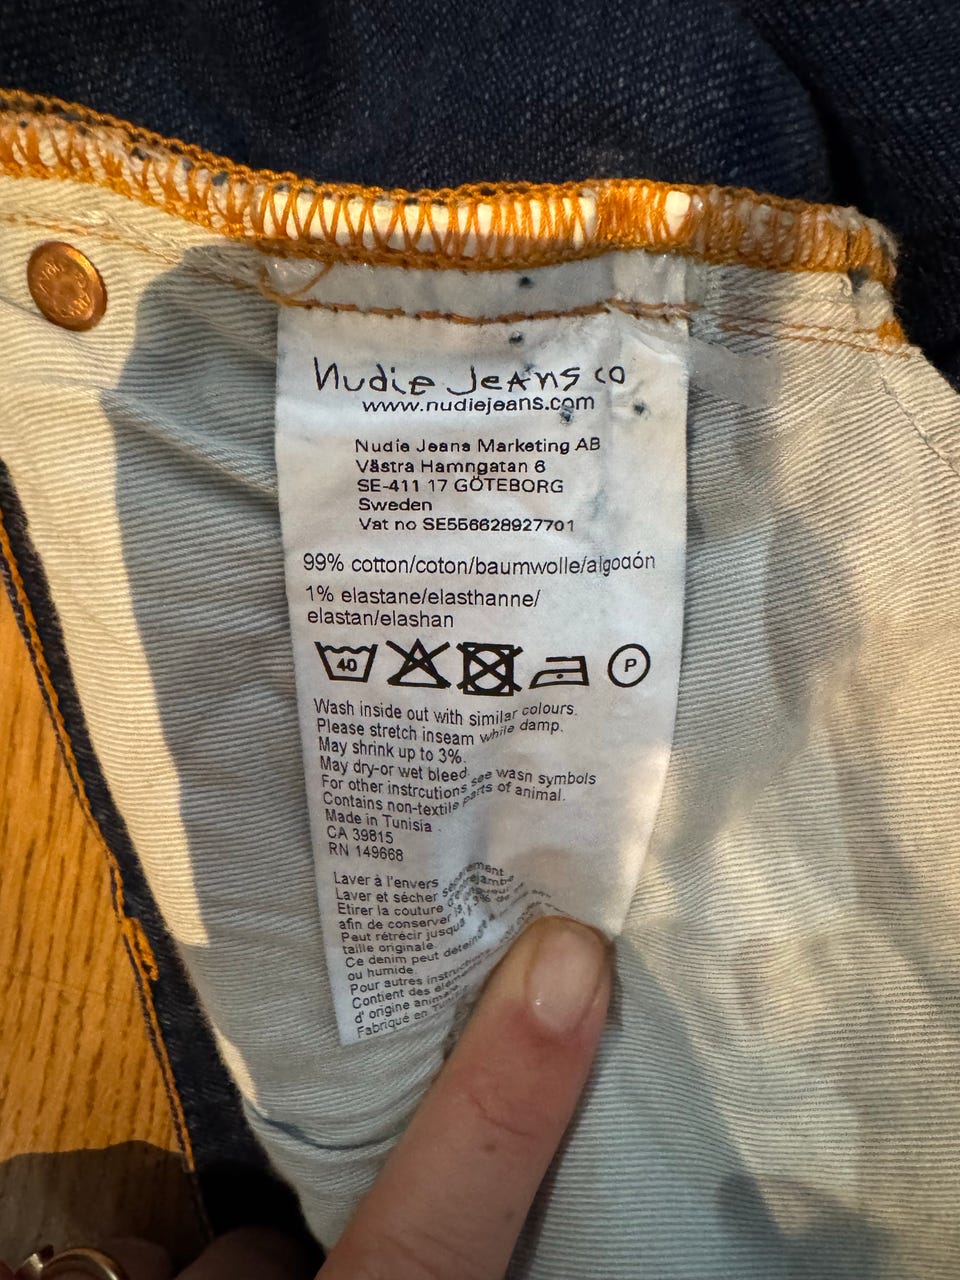 Nudie Jeans co
www.nudiejeans.com
Nudie Jeans Marketing AB
Västra Hamngatan 6
SE-411 17 GÖTEBORG
Sweden
Vat no SE556628927701
99% cotton/coton/baumwolle/algodón
1% elastane/elasthanne/
elastan/elashan
40
P
Wash inside out with similar colours.
Please stretch inseam while damp.
May shrink up to 3%.
May dry-or wet bleed
For other instrcutions see wasn symbols
Contains non-textile parts of animal.
Made in Tunisia
CA 39815
RN 149668
Laver à l'envers séparément
Laver et sècher
Etirer la couture d'entrejambe
afin de conserver
Peut rétrécir jusqu'à 3% de
taille originale.
Ce denim peut déteindre
ou humide.
Pour autres instructions
Contient des éléments
d' origine animale
Fabriqué en